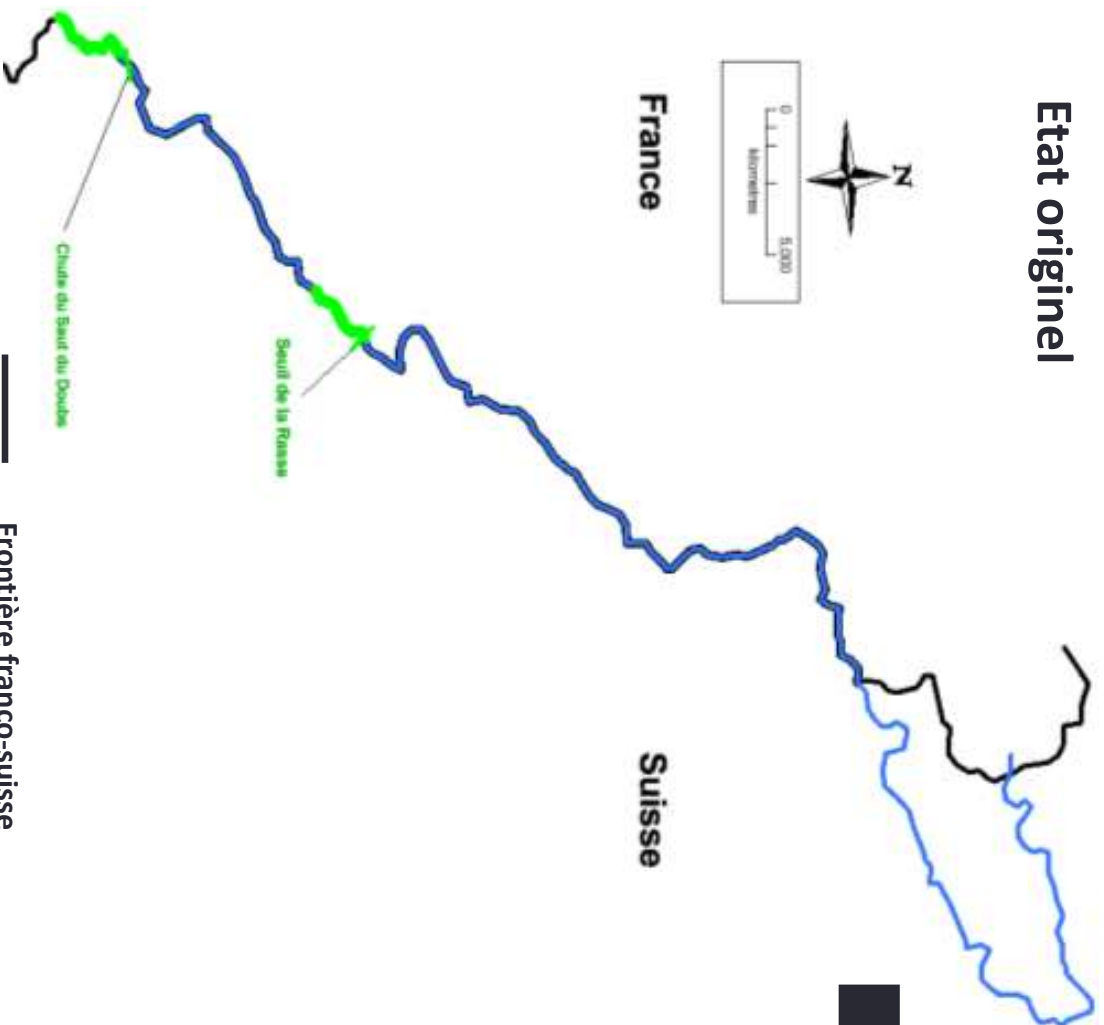 Etat originel
N
0
5.000
kilometres
France
Suisse
Seuil de la Rasse
Chute du Saut du Doubs
Frontière franco-suisse